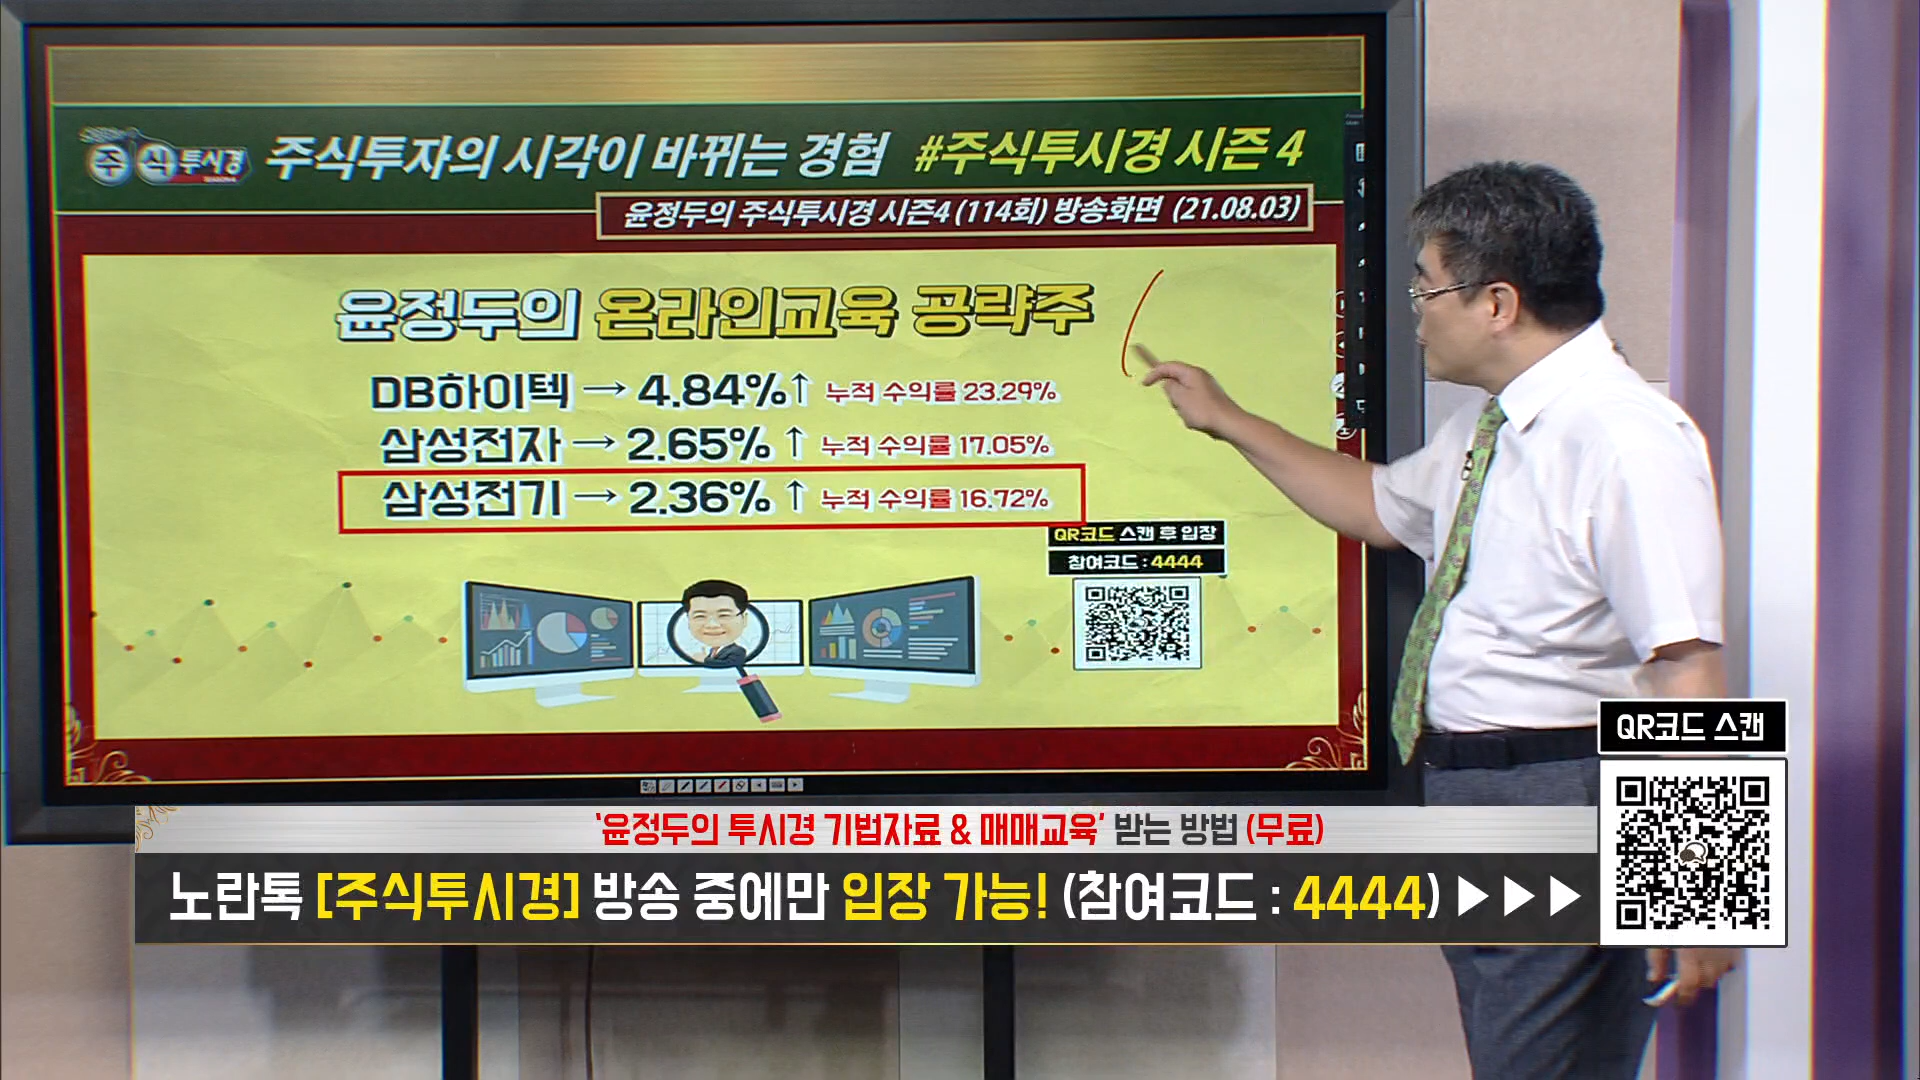 주식투시경
주식투자의 시각이 바뀌는 경험 #주식투시경 시즌 4
윤정두의 주식투시경 시즌4 (114회) 방송화면 (21.08.03)
윤정두의 온라인교육 공략주
DB하이텍 → 4.84%↑ 누적 수익률 23.29%
삼성전자 → 2.65% ↑ 누적 수익률 17.05%
삼성전기 → 2.36% ↑ 누적 수익률 16.72%
QR코드 스캔 후 입장
참여코드 : 4444
QR코드 스캔
'윤정두의 투시경 기법자료 & 매매교육' 받는 방법 (무료)
노란톡 [주식투시경] 방송 중에만 입장 가능! (참여코드 : 4444) ▶▶▶